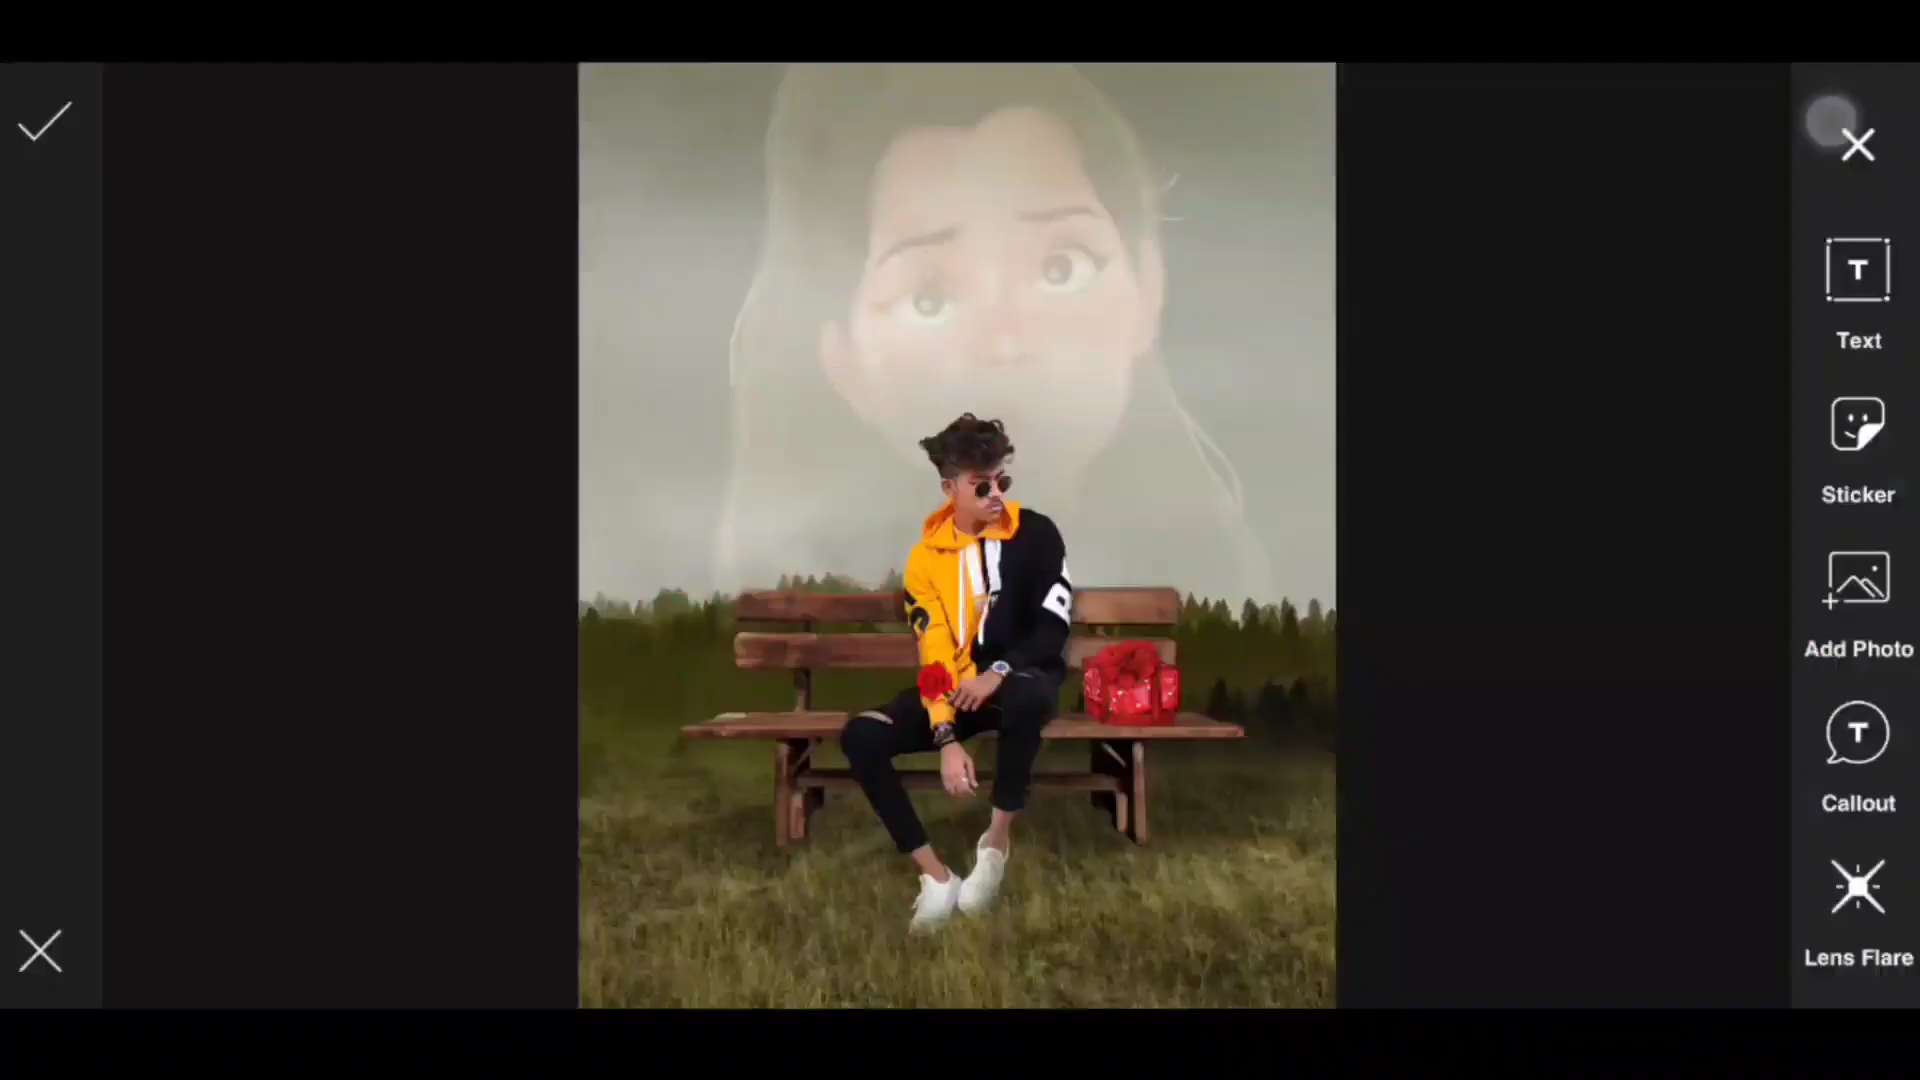 T
Text
Sticker
Add Photo
T
Callout
Lens Flare